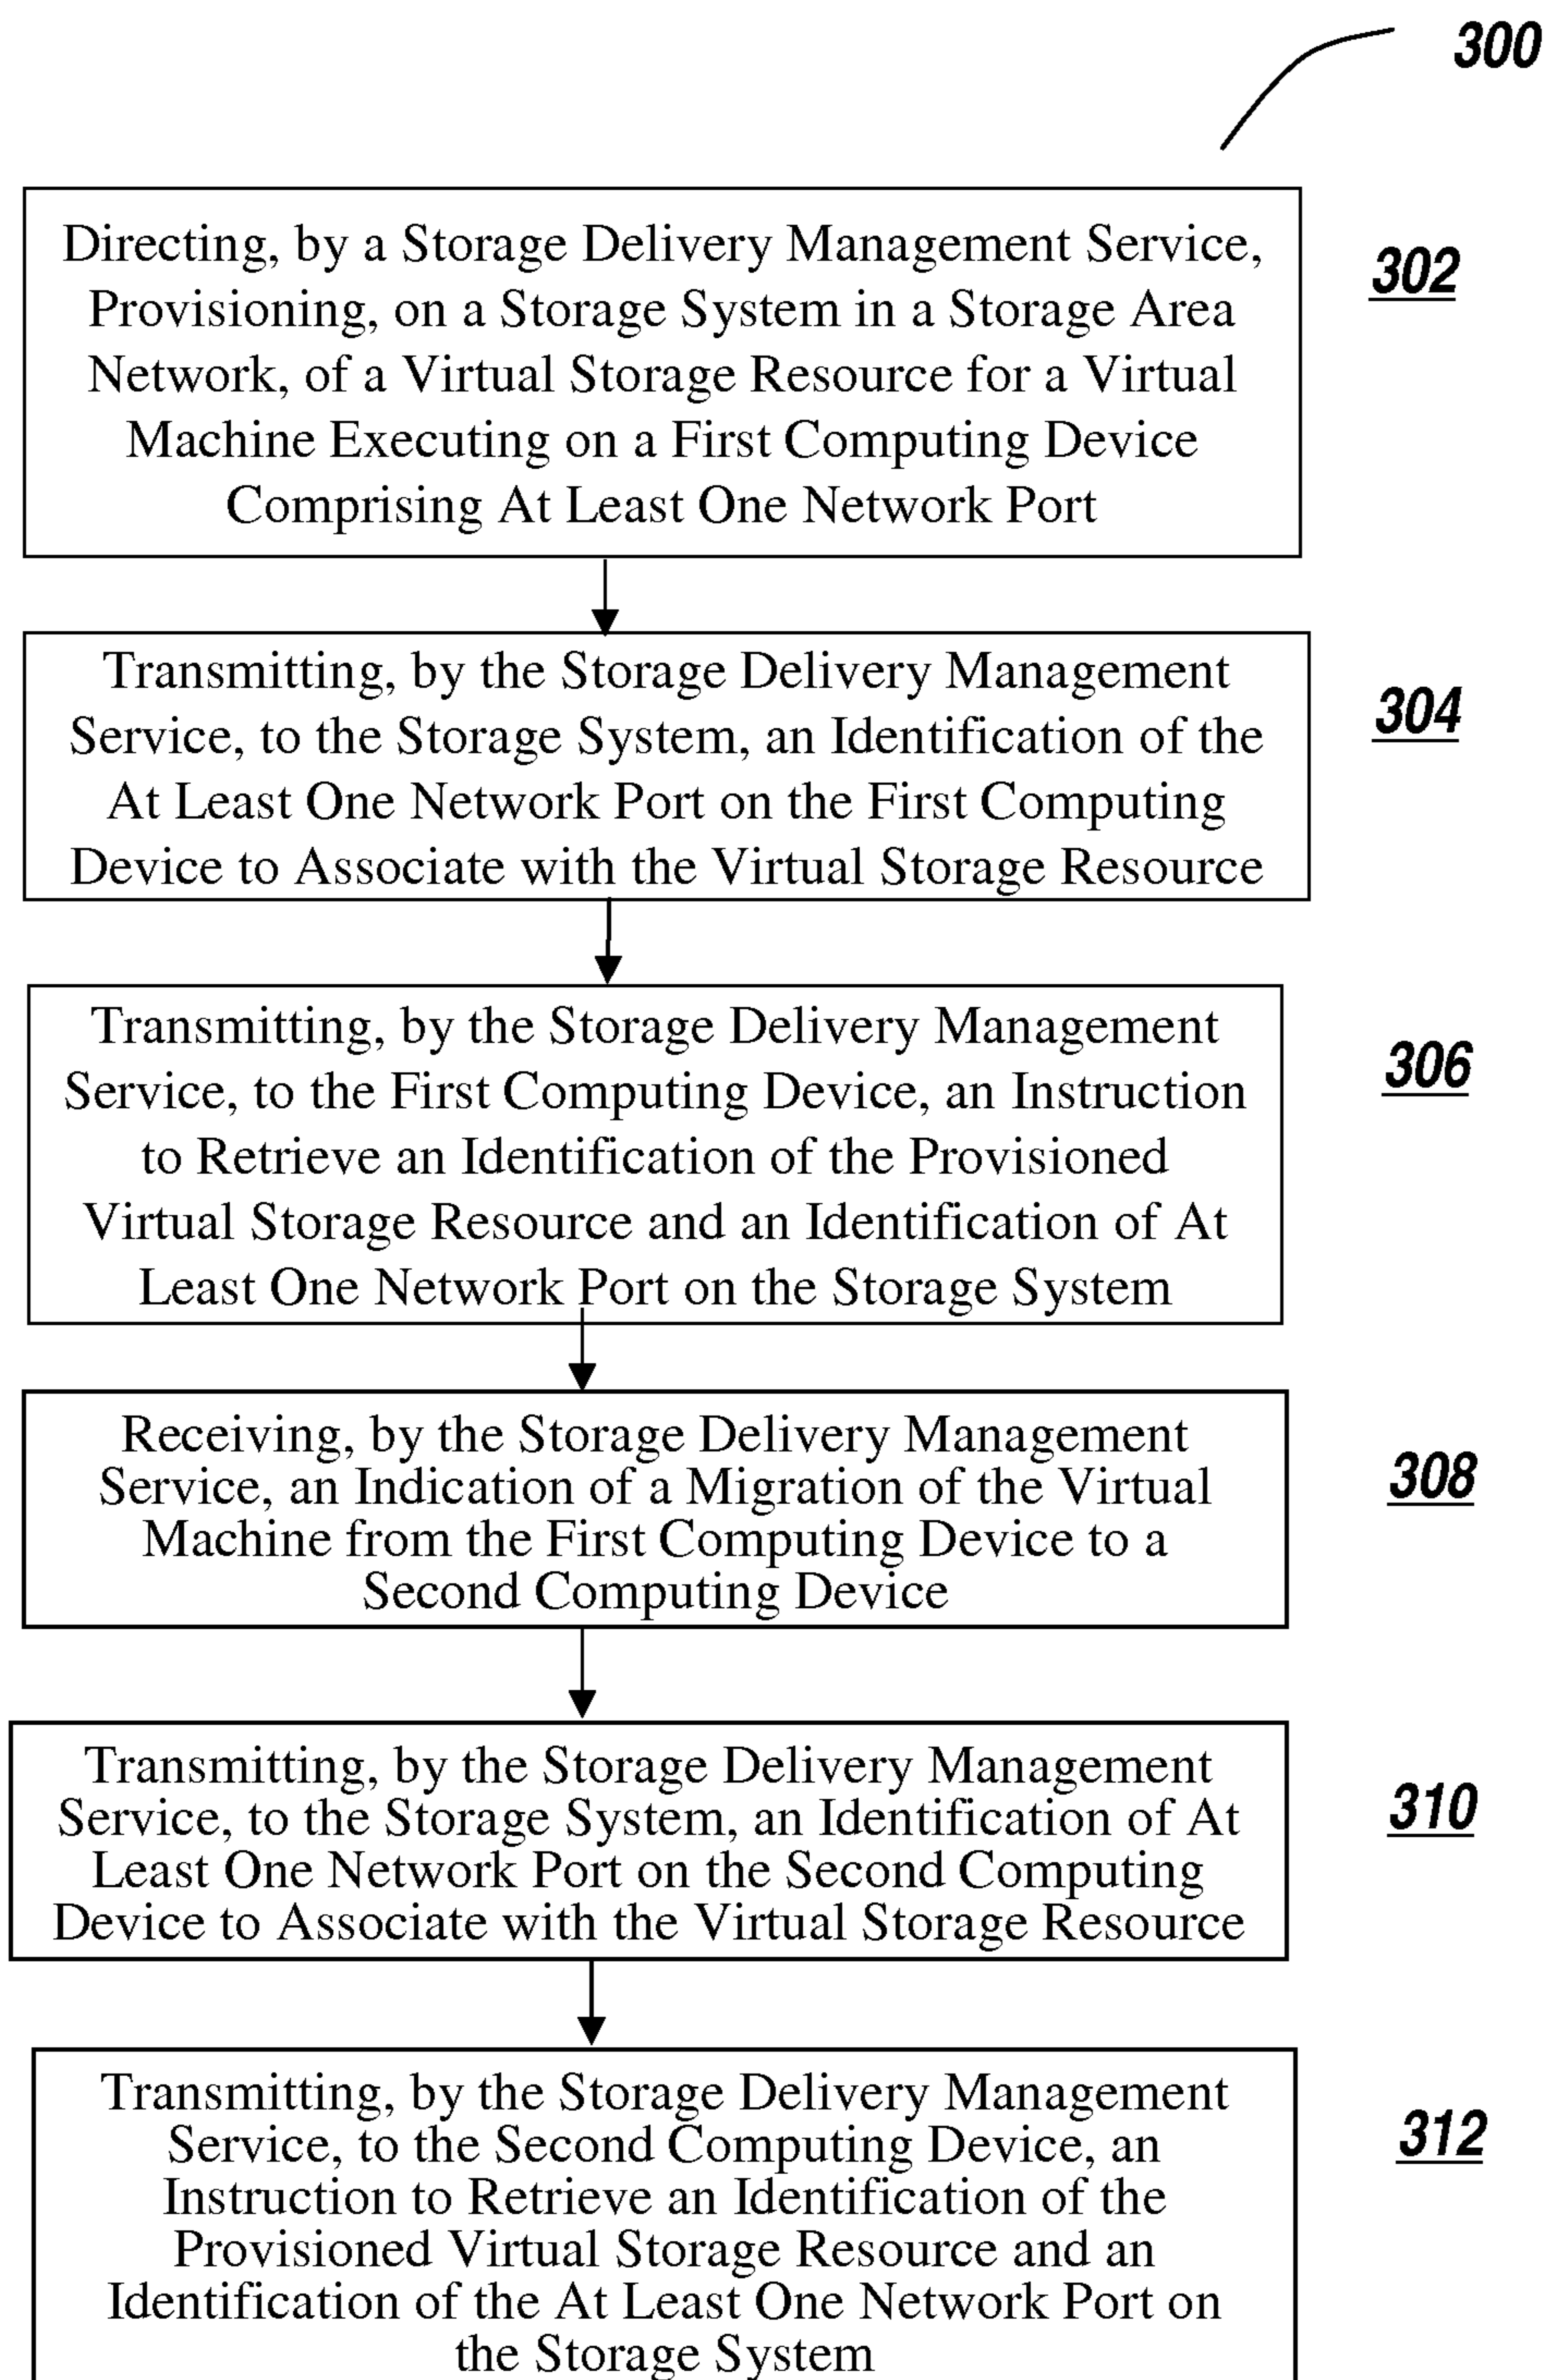 300
Directing, by a Storage Delivery Management Service,
Provisioning, on a Storage System in a Storage Area
Network, of a Virtual Storage Resource for a Virtual
Machine Executing on a First Computing Device
Comprising At Least One Network Port
302
Transmitting, by the Storage Delivery Management
Service, to the Storage System, an Identification of the
At Least One Network Port on the First Computing
Device to Associate with the Virtual Storage Resource
304
Transmitting, by the Storage Delivery Management
Service, to the First Computing Device, an Instruction
to Retrieve an Identification of the Provisioned
Virtual Storage Resource and an Identification of At
Least One Network Port on the Storage System
306
Receiving, by the Storage Delivery Management
Service, an Indication of a Migration of the Virtual
Machine from the First Computing Device to a
Second Computing Device
308
Transmitting, by the Storage Delivery Management
Service, to the Storage System, an Identification of At
Least One Network Port on the Second Computing
Device to Associate with the Virtual Storage Resource
310
Transmitting, by the Storage Delivery Management
Service, to the Second Computing Device, an
Instruction to Retrieve an Identification of the
Provisioned Virtual Storage Resource and an
Identification of the At Least One Network Port on
the Storage System
312